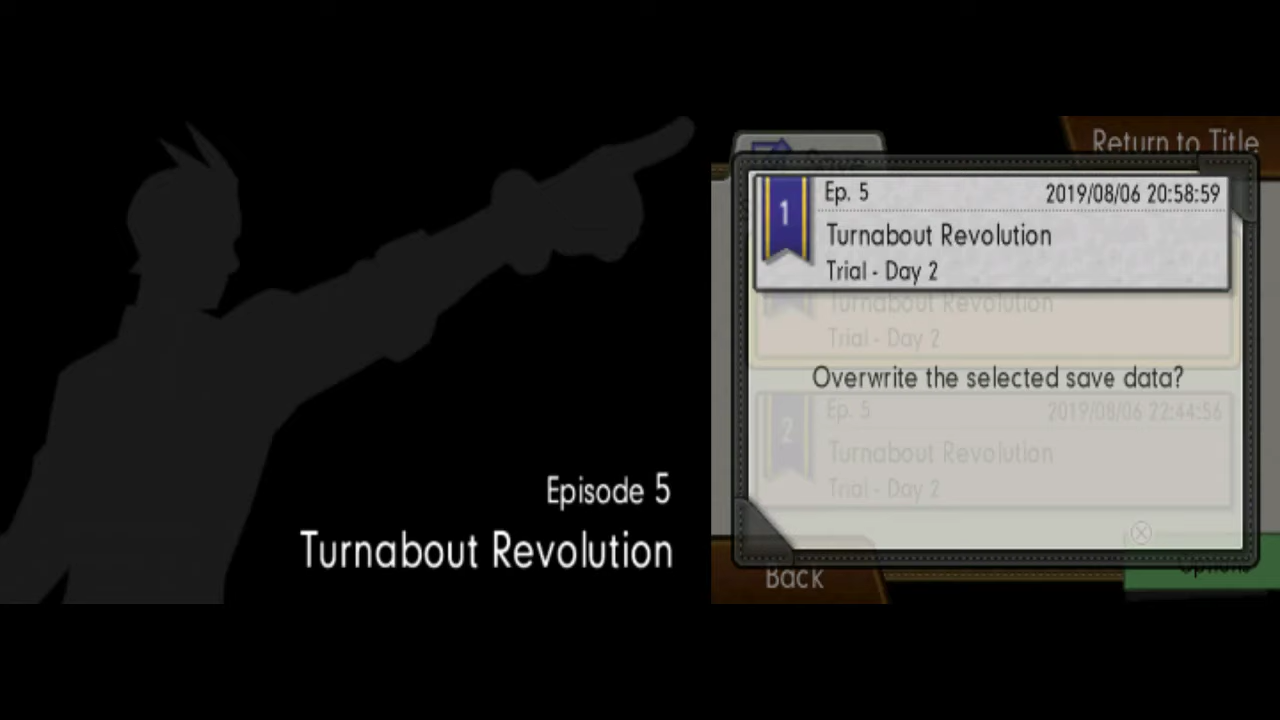 Episode 5
Turnabout Revolution
Return to Title
1
Ep. 5
2019/08/06 20:58:59
Turnabout Revolution
Trial - Day 2
Turnabout Revolution
Trial - Day 2
Overwrite the selected save data?
2
Ep. 5
2019/08/06 22:44:56
Turnabout Revolution
Trial - Day 2
Back
Options